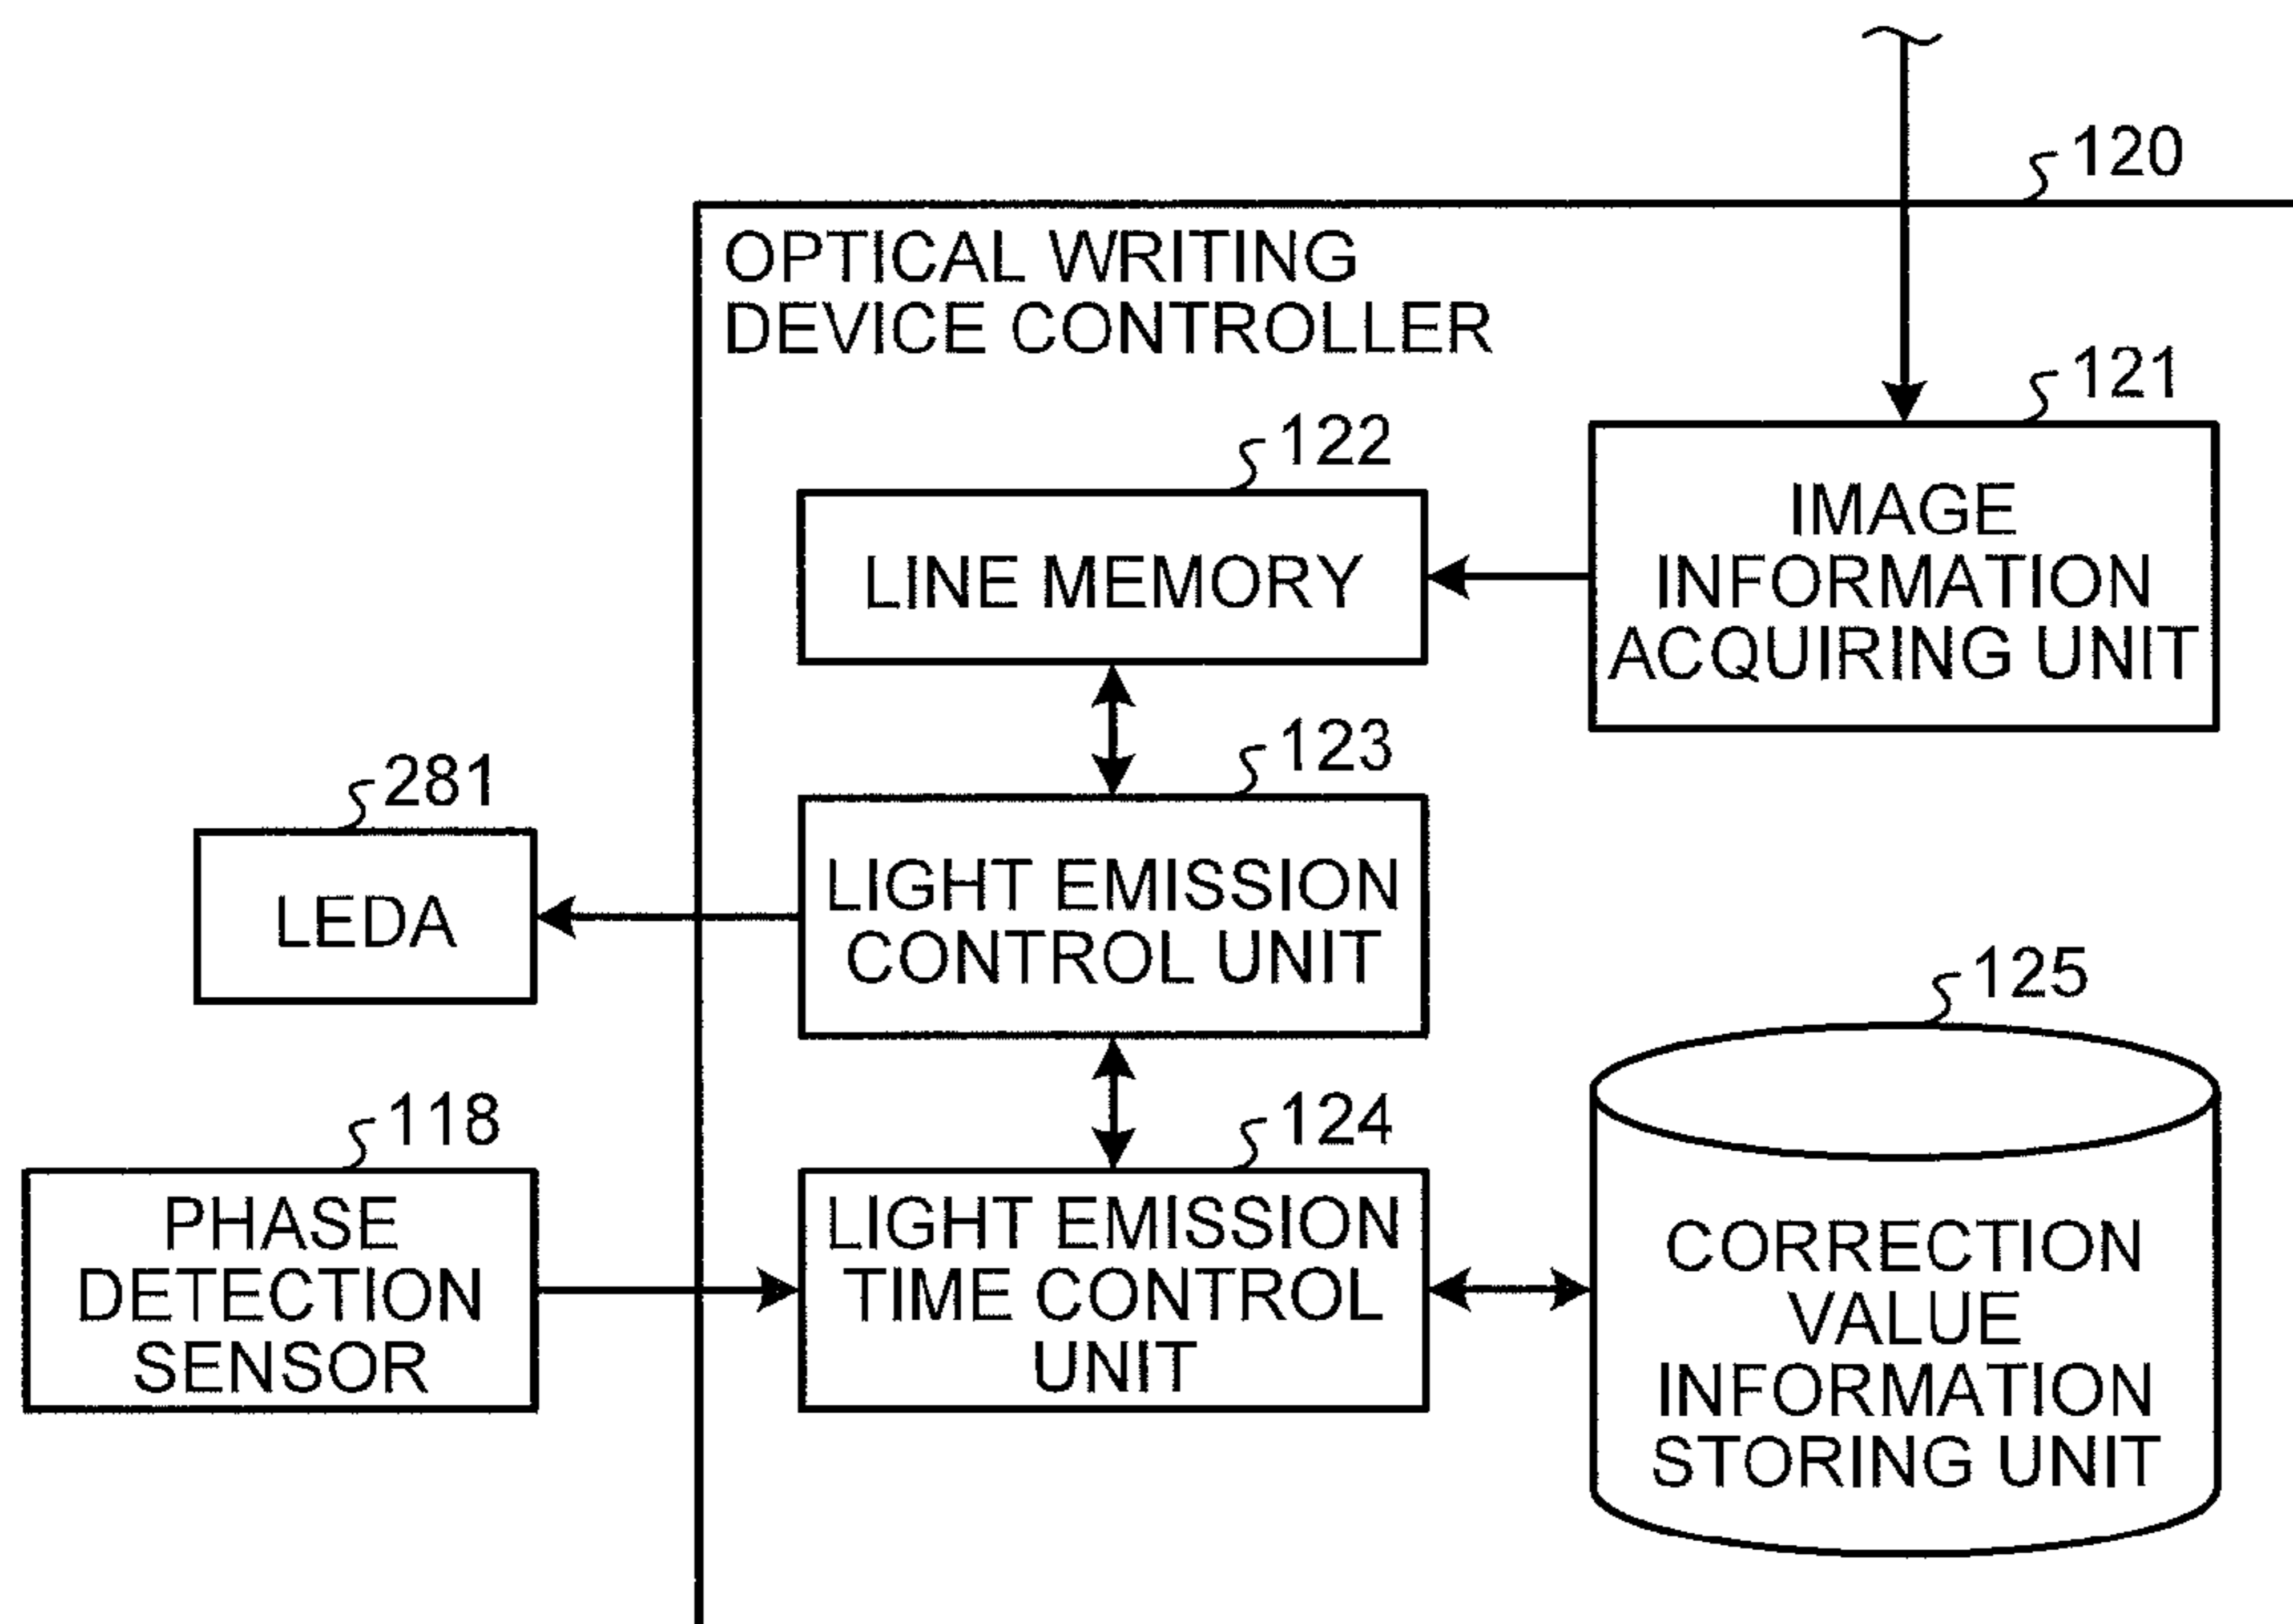 120
OPTICAL WRITING
DEVICE CONTROLLER
121
IMAGE
INFORMATION
ACQUIRING UNIT
122
LINE MEMORY
123
LIGHT EMISSION
CONTROL UNIT
281
LEDA
118
PHASE
DETECTION
SENSOR
124
LIGHT EMISSION
TIME CONTROL
UNIT
125
CORRECTION
VALUE
INFORMATION
STORING UNIT